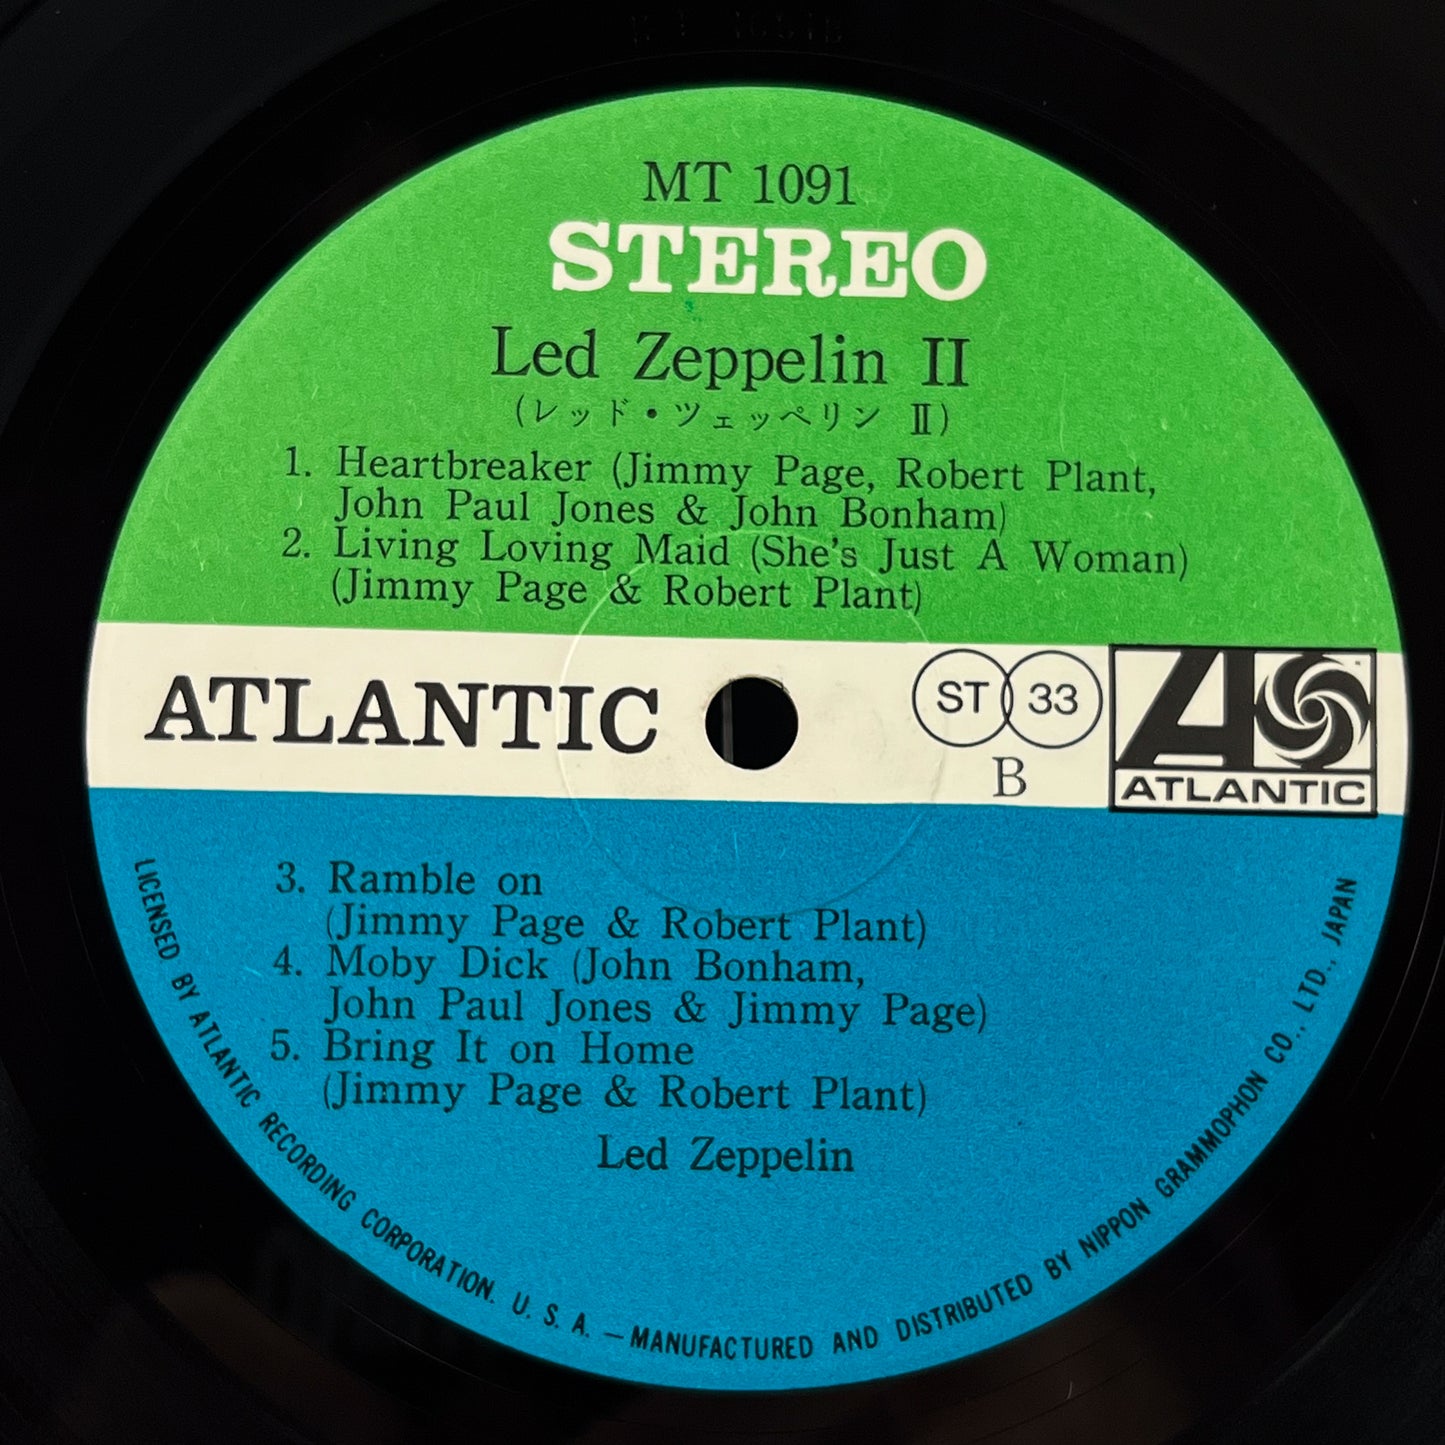 MT 1091
STEREO
Led Zeppelin II
(レッド・ツェッペリン II)
1. Heartbreaker (Jimmy Page, Robert Plant,
John Paul Jones & John Bonham)
2. Living Loving Maid (She's Just A Woman)
(Jimmy Page & Robert Plant)
ATLANTIC
ST 33
B
ATLANTIC
3. Ramble on
(Jimmy Page & Robert Plant)
4. Moby Dick (John Bonham,
John Paul Jones & Jimmy Page)
5. Bring It on Home
(Jimmy Page & Robert Plant)
Led Zeppelin
LICENSED BY ATLANTIC RECORDING CORPORATION. U. S. A. — MANUFACTURED AND DISTRIBUTED BY NIPPON GRAMMOPHON CO., LTD., JAPAN